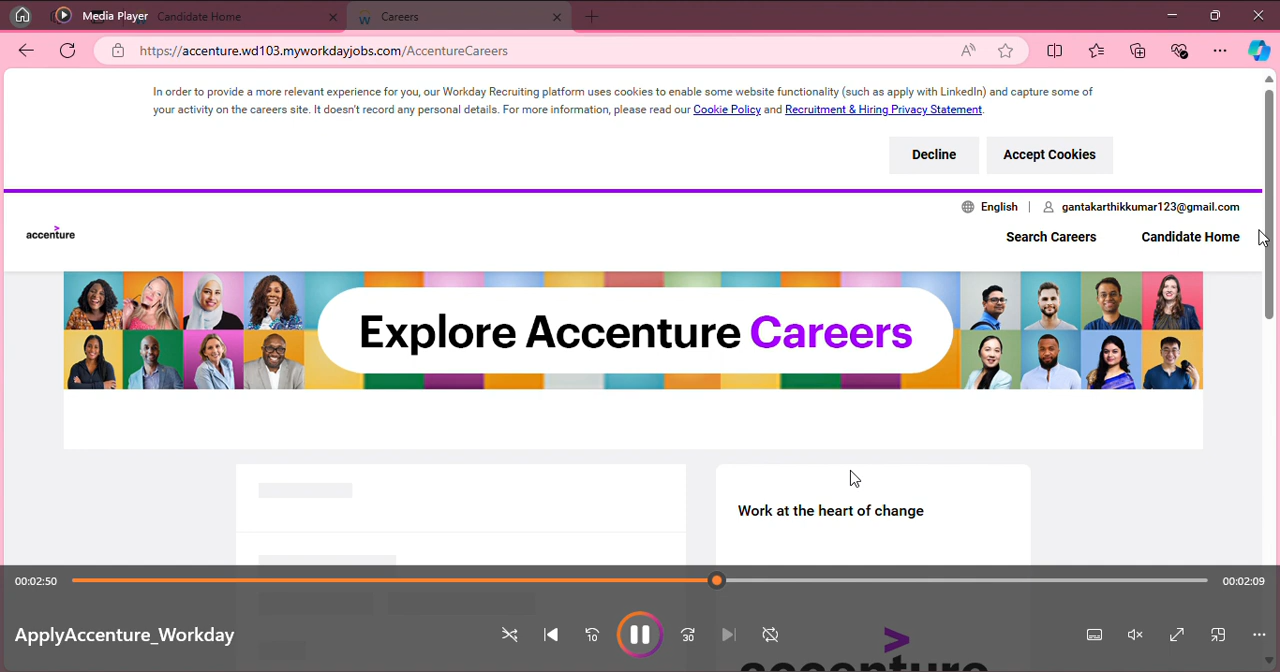 Media Player
Candidate Home
Careers
https://accenture.wd103.myworkdayjobs.com/AccentureCareers
In order to provide a more relevant experience for you, our Workday Recruiting platform uses cookies to enable some website functionality (such as apply with LinkedIn) and capture some of
your activity on the careers site. It doesn't record any personal details. For more information, please read our Cookie Policy and Recruitment & Hiring Privacy Statement.
Decline
Accept Cookies
English
gantakarthikkumar123@gmail.com
accenture
Search Careers
Candidate Home
Explore Accenture Careers
Work at the heart of change
00:02:50
00:02:09
ApplyAccenture_Workday
10
30
accenture